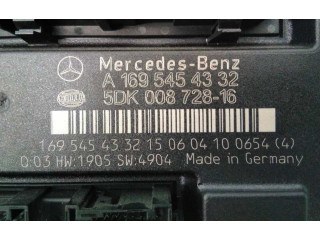 Mercedes-Benz
A 169 545 43 32
5DK 008 728-16
169 545 43 32 15 06 04 10 0654 (4)
Q:03 HW:1905 SW:4904 Made in Germany